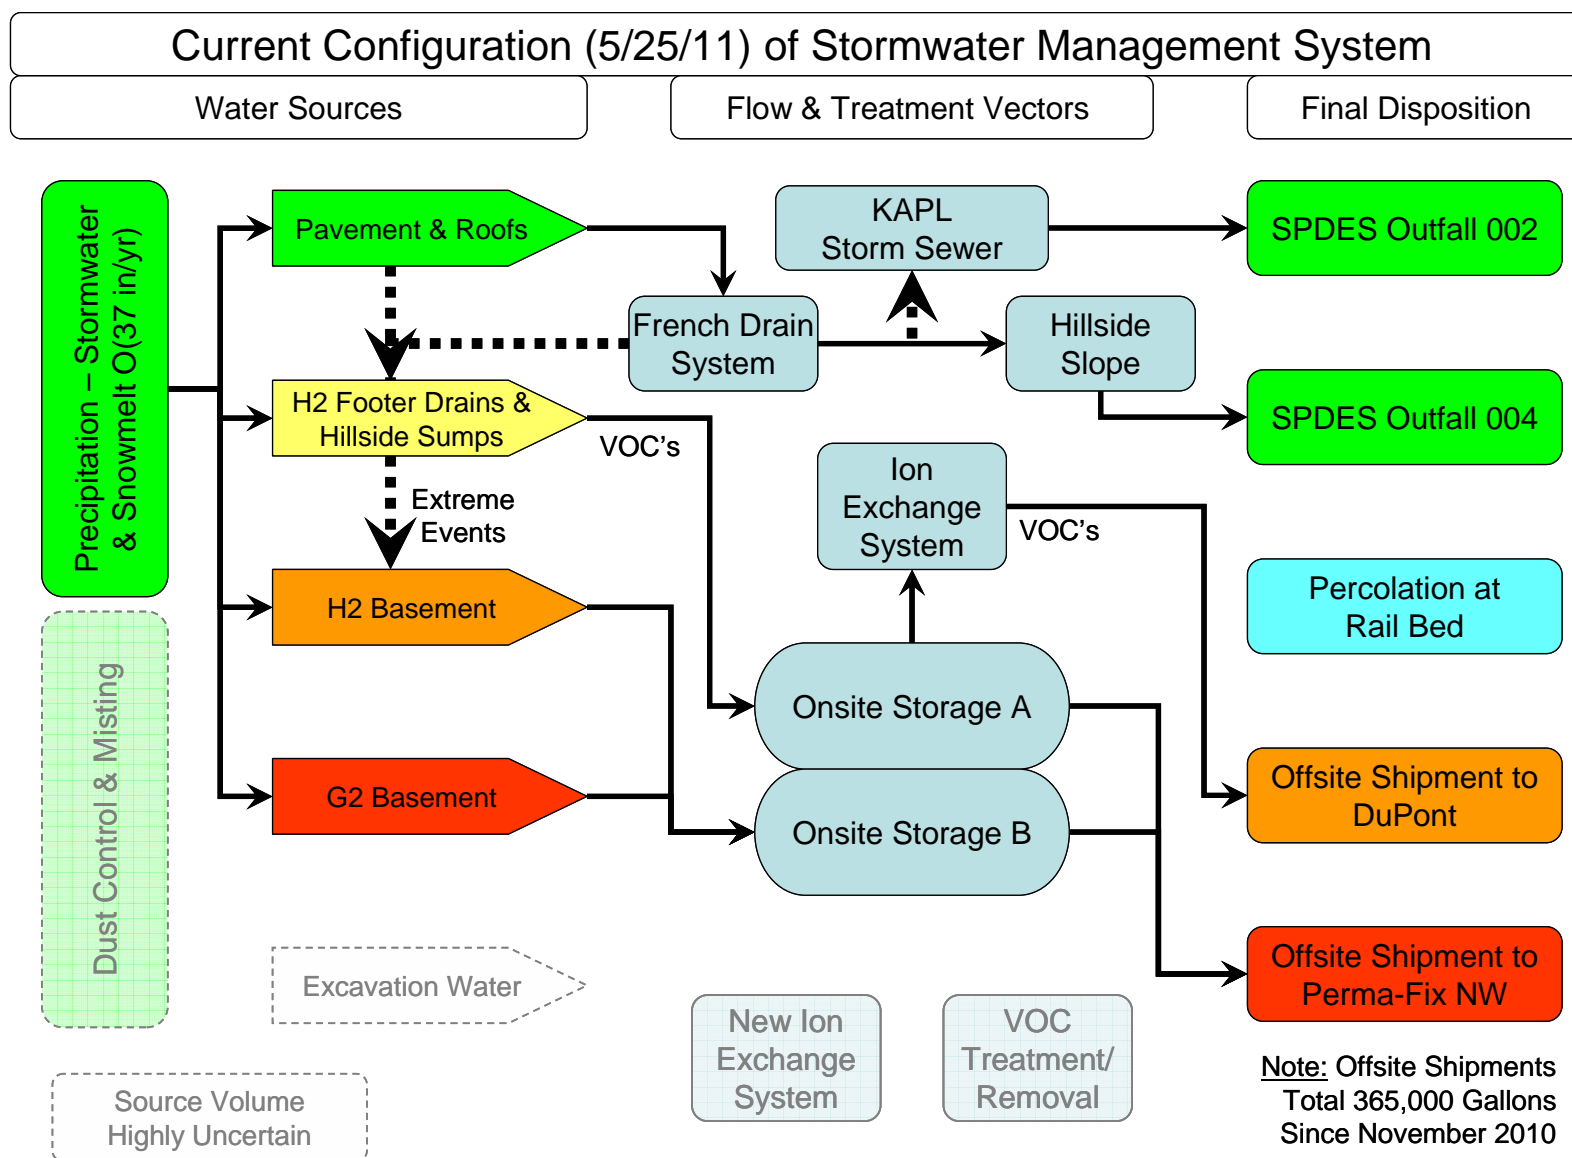 Current Configuration (5/25/11) of Stormwater Management System
Water Sources
Flow & Treatment Vectors
Final Disposition
Precipitation – Stormwater
& Snowmelt O(37 in/yr)
Pavement & Roofs
KAPL
Storm Sewer
SPDES Outfall 002
French Drain
System
Hillside
Slope
H2 Footer Drains &
Hillside Sumps
VOC's
SPDES Outfall 004
Extreme
Events
Ion
Exchange
System
VOC's
H2 Basement
Percolation at
Rail Bed
Dust Control & Misting
Onsite Storage A
G2 Basement
Onsite Storage B
Offsite Shipment to
DuPont
Excavation Water
Offsite Shipment to
Perma-Fix NW
New Ion
Exchange
System
VOC
Treatment/
Removal
Source Volume
Highly Uncertain
Note: Offsite Shipments
Total 365,000 Gallons
Since November 2010